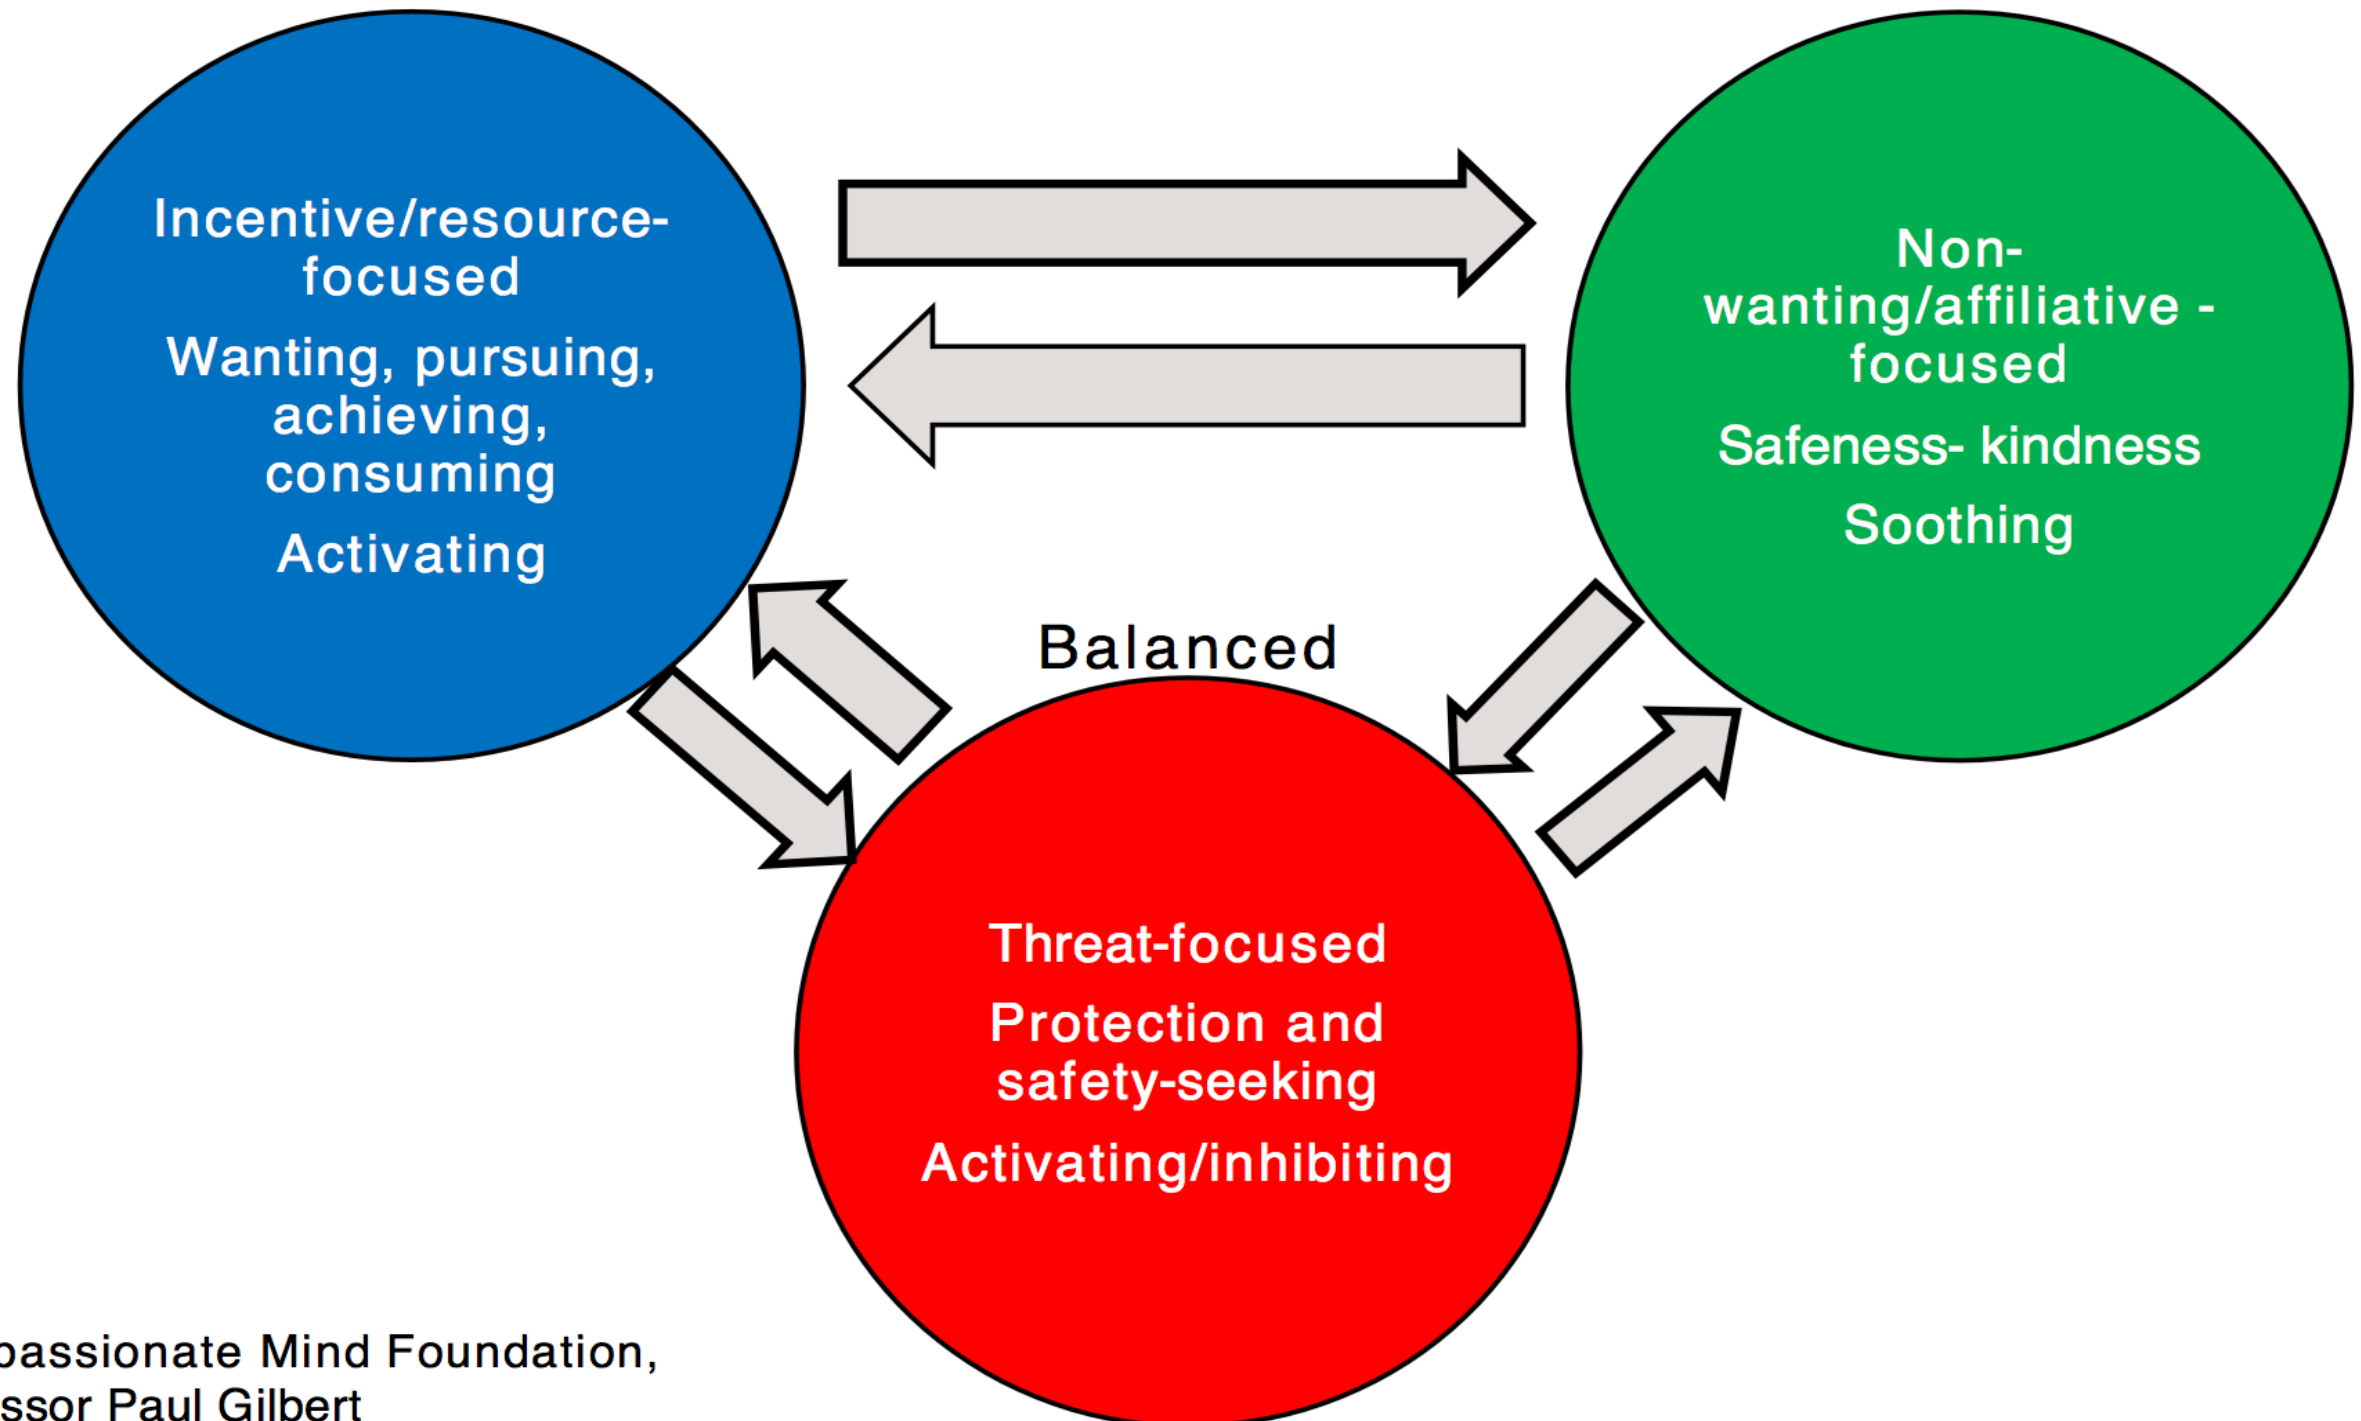 Incentive/resource-
focused
Wanting, pursuing,
achieving,
consuming
Activating
Non-
wanting/affiliative -
focused
Safeness- kindness
Soothing
Balanced
Threat-focused
Protection and
safety-seeking
Activating/inhibiting
passionate Mind Foundation,
ssor Paul Gilbert